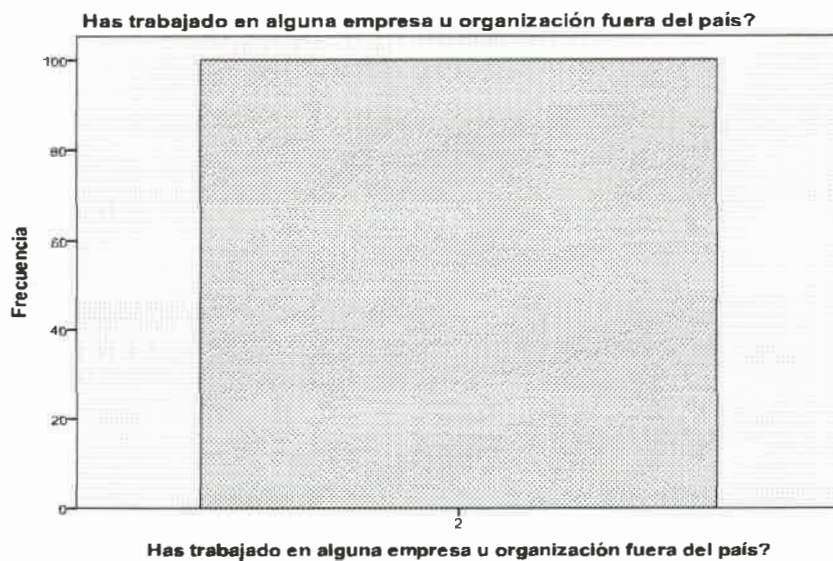 Has trabajado en alguna empresa u organización fuera del país?
100
80
60
40
20
0
Frecuencia
2
Has trabajado en alguna empresa u organización fuera del país?